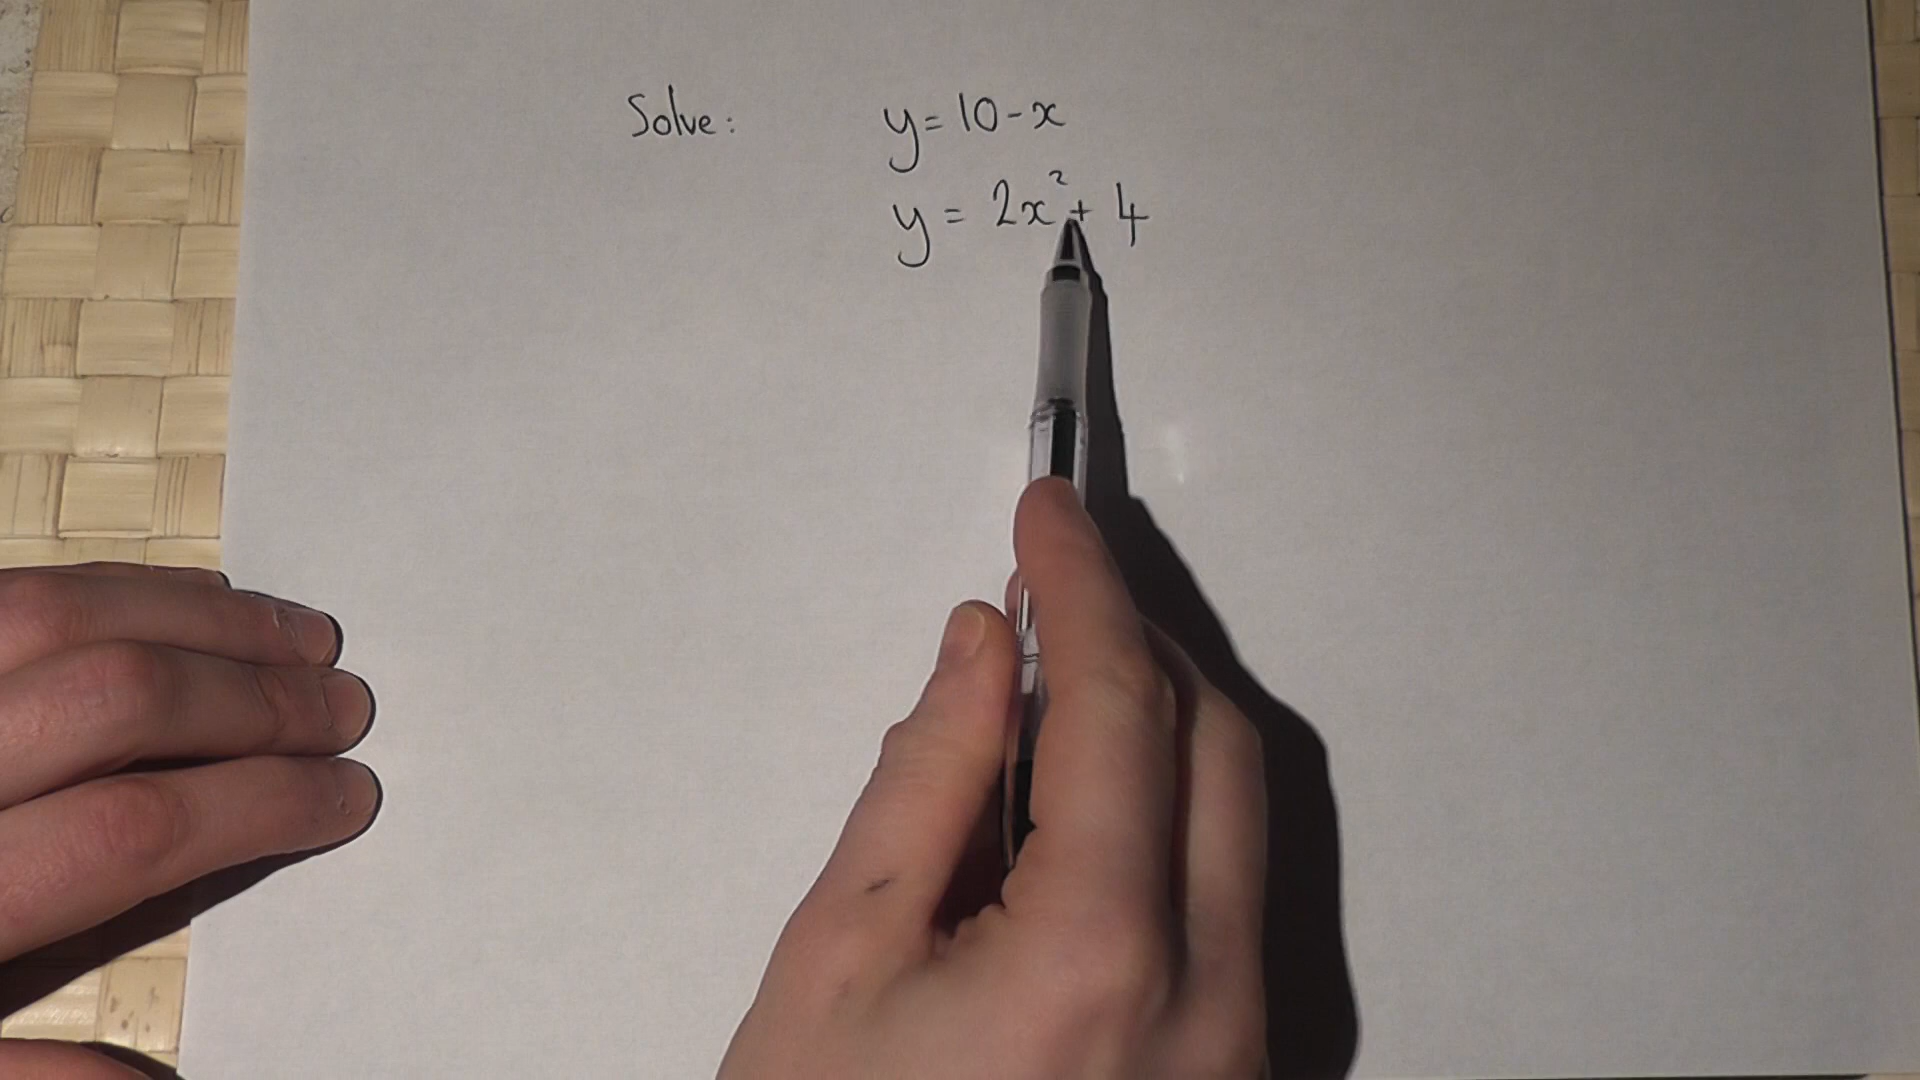 Solve: y = 10 - x
y = 2x² + 4